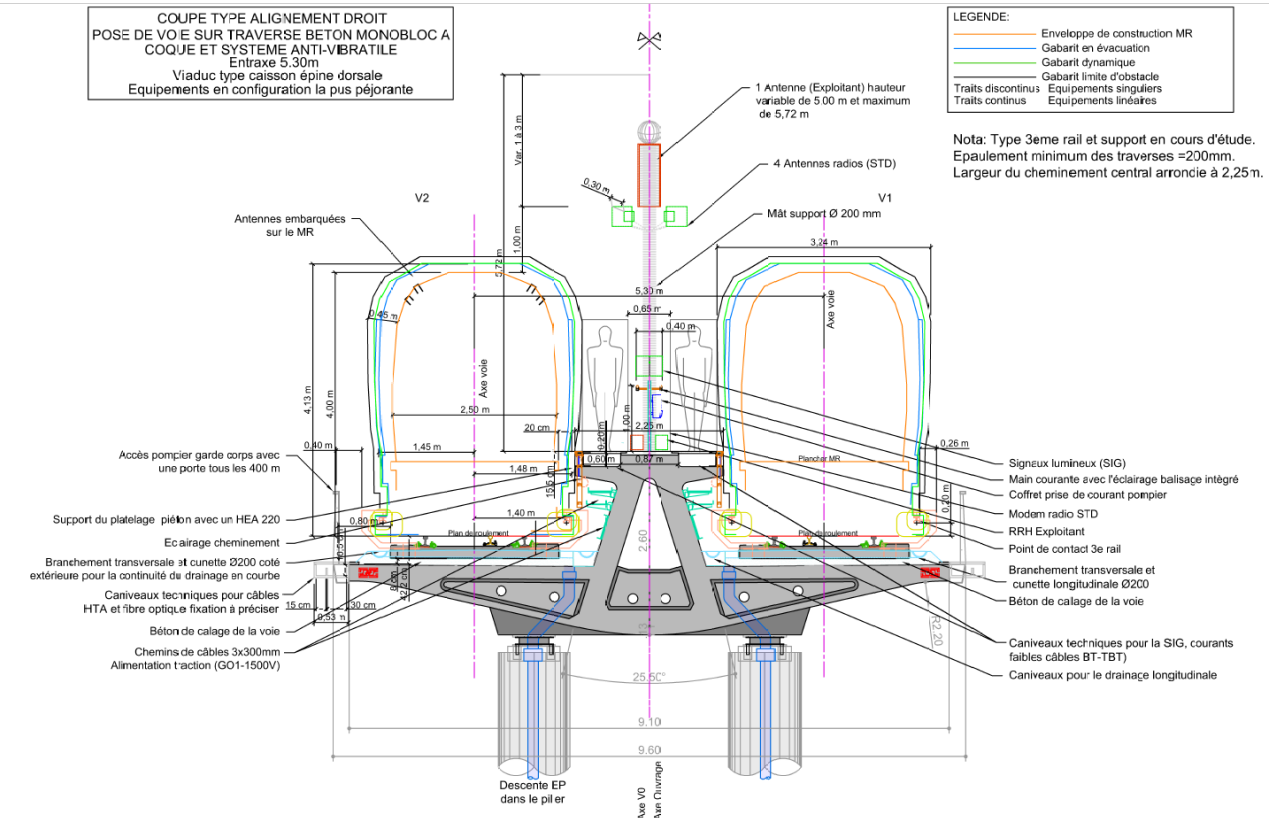 COUPE TYPE ALIGNEMENT DROIT
POSE DE VOIE SUR TRAVERSE BETON MONOBLOC A
COQUE ET SYSTEME ANTI-VIBRATILE
Entraxe 5.30m
Viaduc type caisson épine dorsale
Equipements en configuration la pus péjorante
LEGENDE:
Enveloppe de construction MR
Gabarit en évacuation
Gabarit dynamique
Gabarit limite d'obstacle
Traits discontinus Equipements singuliers
Traits continus Equipements linéaires
Nota: Type 3eme rail et support en cours d'étude.
Epaulement minimum des traverses =200mm.
Largeur du cheminement central arrondie à 2,25m.
1 Antenne (Exploitant) hauteur
variable de 5.00 m et maximum
de 5,72 m
4 Antennes radios (STD)
Mât support Ø 200 mm
Var. 1 à 3 m
0,30 m
1,00 m
5,72 m
V2
V1
Antennes embarquées
sur le MR
3,24 m
5,30 m
0,65 m
0,40 m
0,45 m
Axe voie
Axe voie
4,13 m
4,00 m
2,50 m
20 cm
1,00 m
2,25 m
0,20 m
0,60 m
0,87 m
0,40 m
1,45 m
1,48 m
15,5 cm
1,40 m
0,80 m
0,26 m
0,20 m
Plancher MR
Plan de roulement
Plan de roulement
Accès pompier garde corps avec
une porte tous les 400 m
Support du platelage piéton avec un HEA 220
Ecairage cheminement
Branchement transversale et cunette Ø200 coté
extérieure pour la continuité du drainage en courbe
Caniveaux techniques pour câbles
HTA et fibre optique fixation à préciser
15 cm
30 cm
0,53 m
42,2 cm
Béton de calage de la voie
Chemins de câbles 3x300mm
Alimentation traction (GO1-1500V)
Signaux lumineux (SIG)
Main courante avec l'éclairage balisage intégré
Coffret prise de courant pompier
Modem radio STD
RRH Exploitant
Point de contact 3e rail
Branchement transversale et
cunette longitudinale Ø200
Béton de calage de la voie
Caniveaux techniques pour la SIG, courants
faibles câbles BT-TBT)
Caniveaux pour le drainage longitudinale
2.60
R2.20
25.50°
9.10
9.60
Descente EP
dans le pilier
Axe V0
Axe Ouvrage